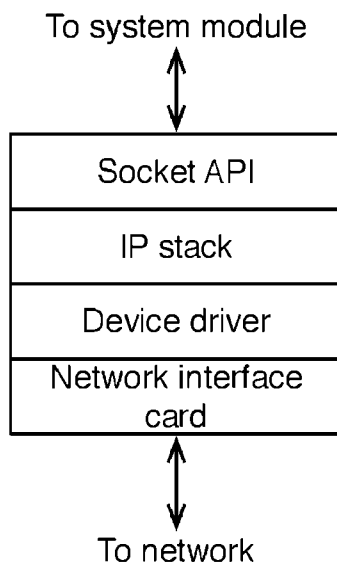 To system module
Socket API
IP stack
Device driver
Network interface
card
To network